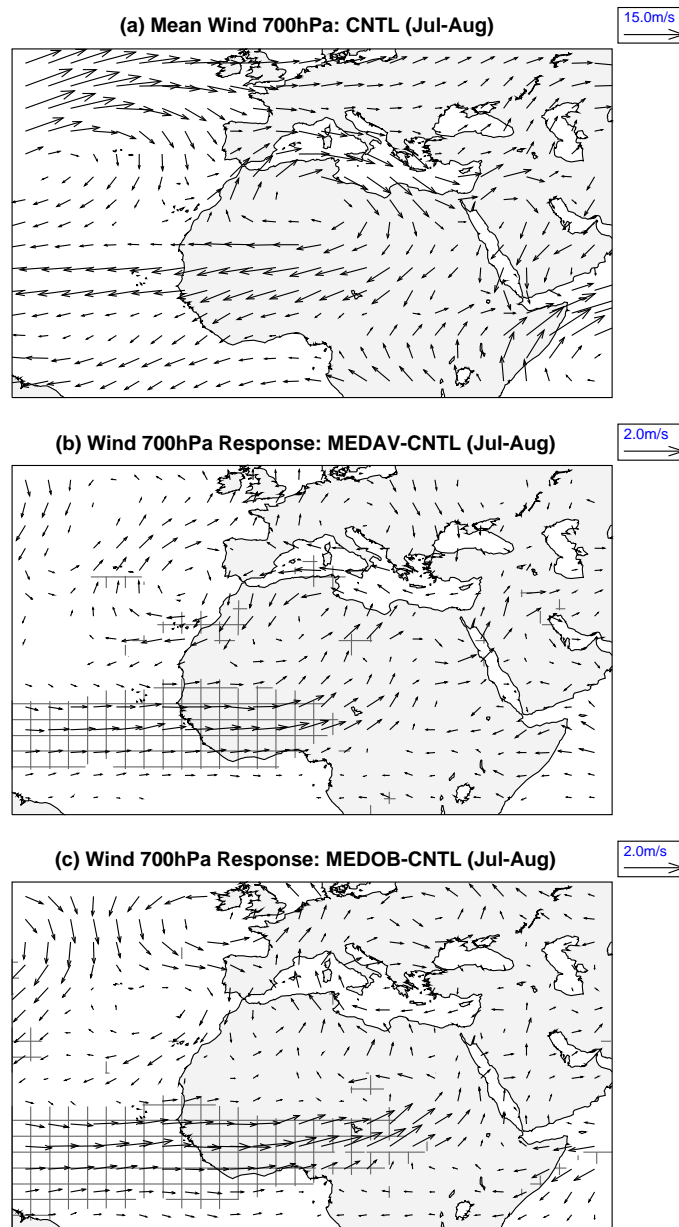 (a) Mean Wind 700hPa: CNTL (Jul-Aug)
15.0m/s
(b) Wind 700hPa Response: MEDAV-CNTL (Jul-Aug)
2.0m/s
(c) Wind 700hPa Response: MEDOB-CNTL (Jul-Aug)
2.0m/s